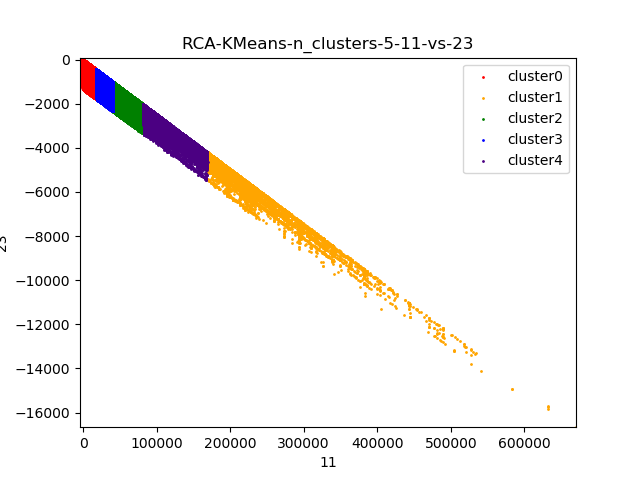 RCA-KMeans-n_clusters-5-11-vs-23
cluster0
cluster1
cluster2
cluster3
cluster4
0
−2000
−4000
−6000
−8000
−10000
−12000
−14000
−16000
23
0 100000 200000 300000 400000 500000 600000
11